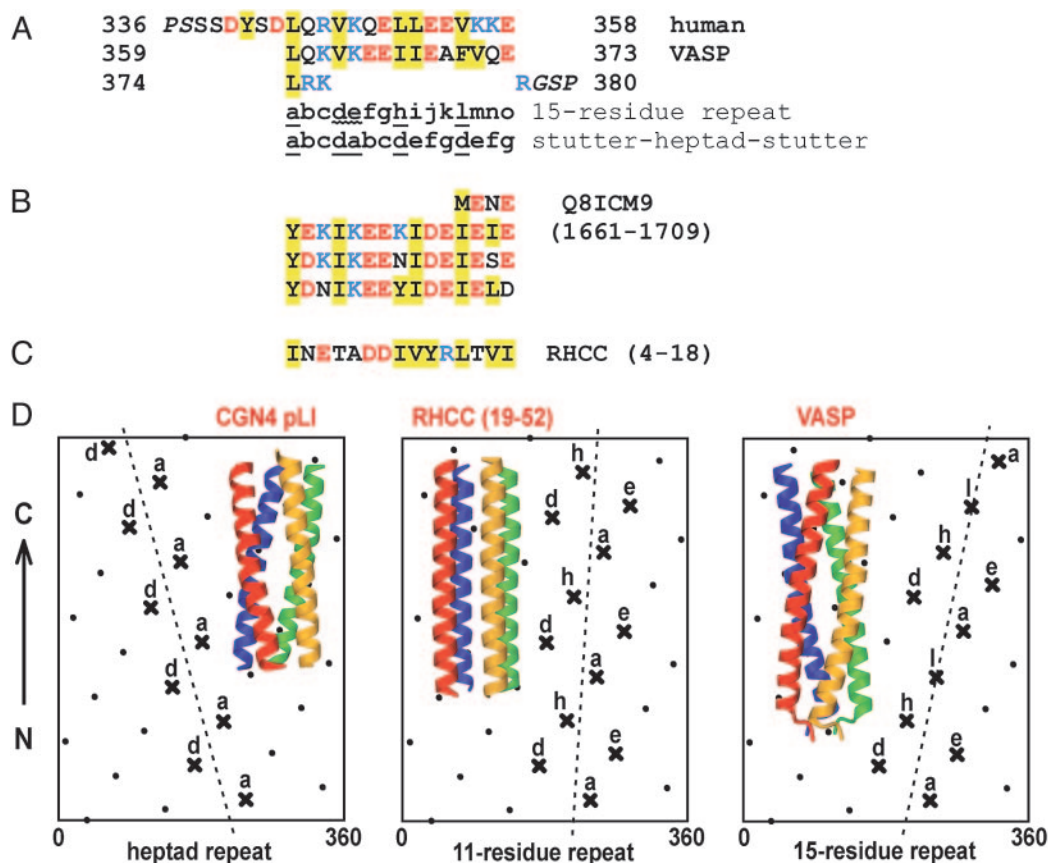 A 336 PSSSDYSDLQRVKQELLEEVKKE 358 human
359 LQKVKEEIIEAFVQE 373 VASP
374 LRK RGSP 380
abcdefghijklmno 15-residue repeat
abcdabcdefgdefg stutter-heptad-stutter
B MENE Q8ICM9
YEKIKEEKIDEIEIE (1661-1709)
YDKIKEENIDEIESE
YDNIKEEYIDEIELD
C INETADDIVYRLTVI RHCC (4-18)
D CGN4 pLI RHCC (19-52) VASP
C
N
d
a
d
a
d
a
d
a
d
a
h
e
d
a
h
e
d
a
h
e
d
a
a
l
h
e
d
a
l
h
e
d
a
0 360 0 360 0 360
heptad repeat 11-residue repeat 15-residue repeat